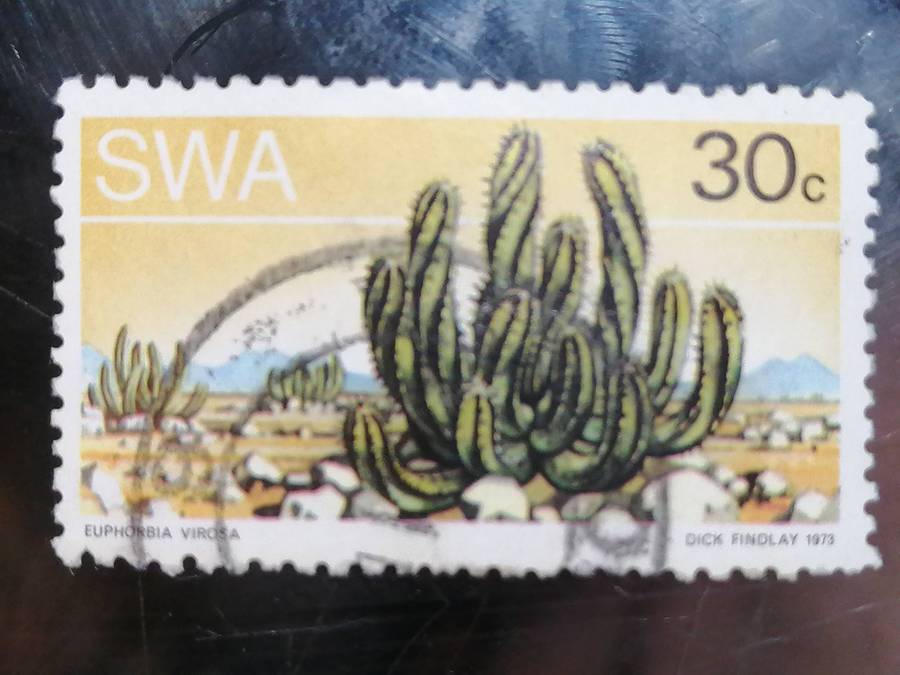 SWA
30c
EUPHORBIA VIROSA
DICK FINDLAY 1973